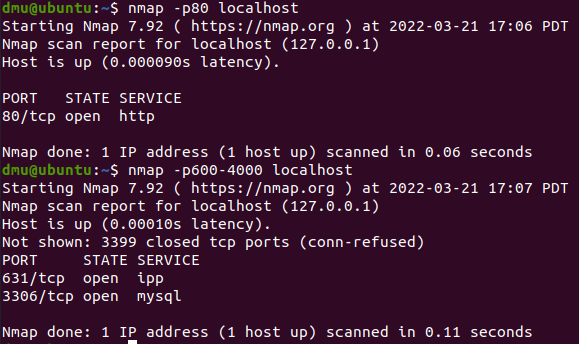 dmu@ubuntu:~$ nmap -p80 localhost
Starting Nmap 7.92 ( https://nmap.org ) at 2022-03-21 17:06 PDT
Nmap scan report for localhost (127.0.0.1)
Host is up (0.000090s latency).
PORT   STATE SERVICE
80/tcp open  http
Nmap done: 1 IP address (1 host up) scanned in 0.06 seconds
dmu@ubuntu:~$ nmap -p600-4000 localhost
Starting Nmap 7.92 ( https://nmap.org ) at 2022-03-21 17:07 PDT
Nmap scan report for localhost (127.0.0.1)
Host is up (0.00010s latency).
Not shown: 3399 closed tcp ports (conn-refused)
PORT     STATE SERVICE
631/tcp  open  ipp
3306/tcp open  mysql
Nmap done: 1 IP address (1 host up) scanned in 0.11 seconds